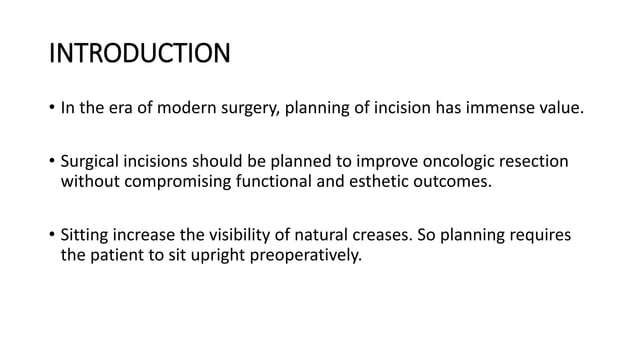 INTRODUCTION
• In the era of modern surgery, planning of incision has immense value.
• Surgical incisions should be planned to improve oncologic resection
without compromising functional and esthetic outcomes.
• Sitting increase the visibility of natural creases. So planning requires
the patient to sit upright preoperatively.